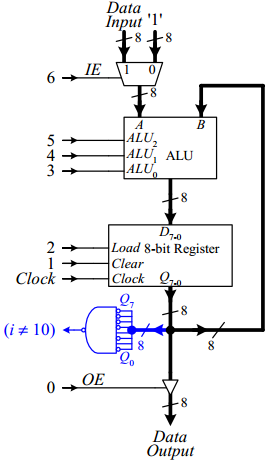 Data
Input '1'
8 8
6 IE 1 0
8
A B
5 ALU2
4 ALU1 ALU
3 ALU0
8
D7-0
2 Load 8-bit Register
1 Clear
Clock Clock Q7-0
Q7 8
(i ≠ 10) 8 8
Q0
0 OE
8
Data
Output